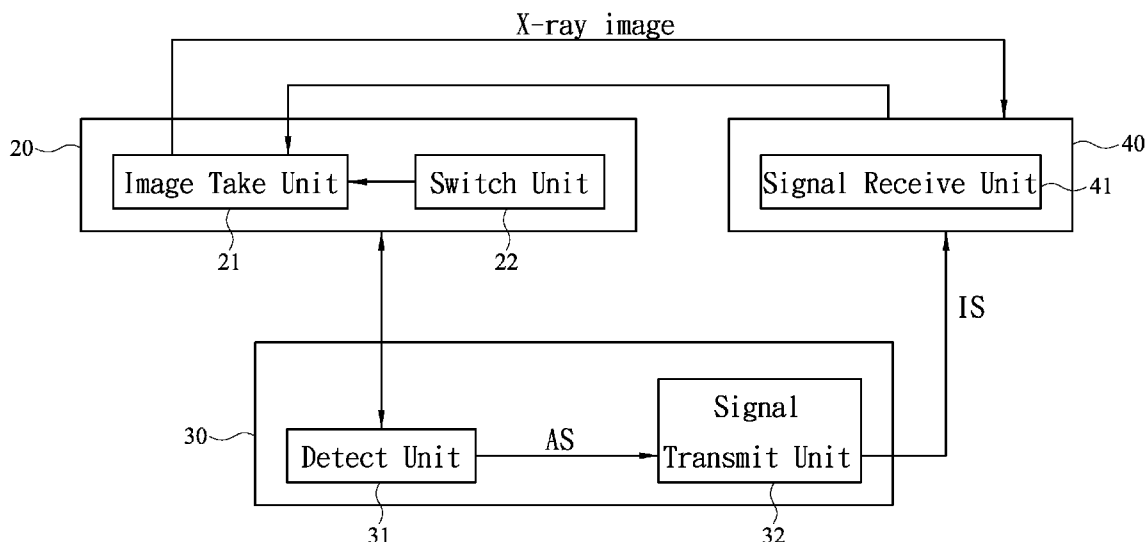 X-ray image
20
40
Image Take Unit
Switch Unit
Signal Receive Unit
41
21
22
IS
30
Signal
Transmit Unit
Detect Unit
AS
31
32